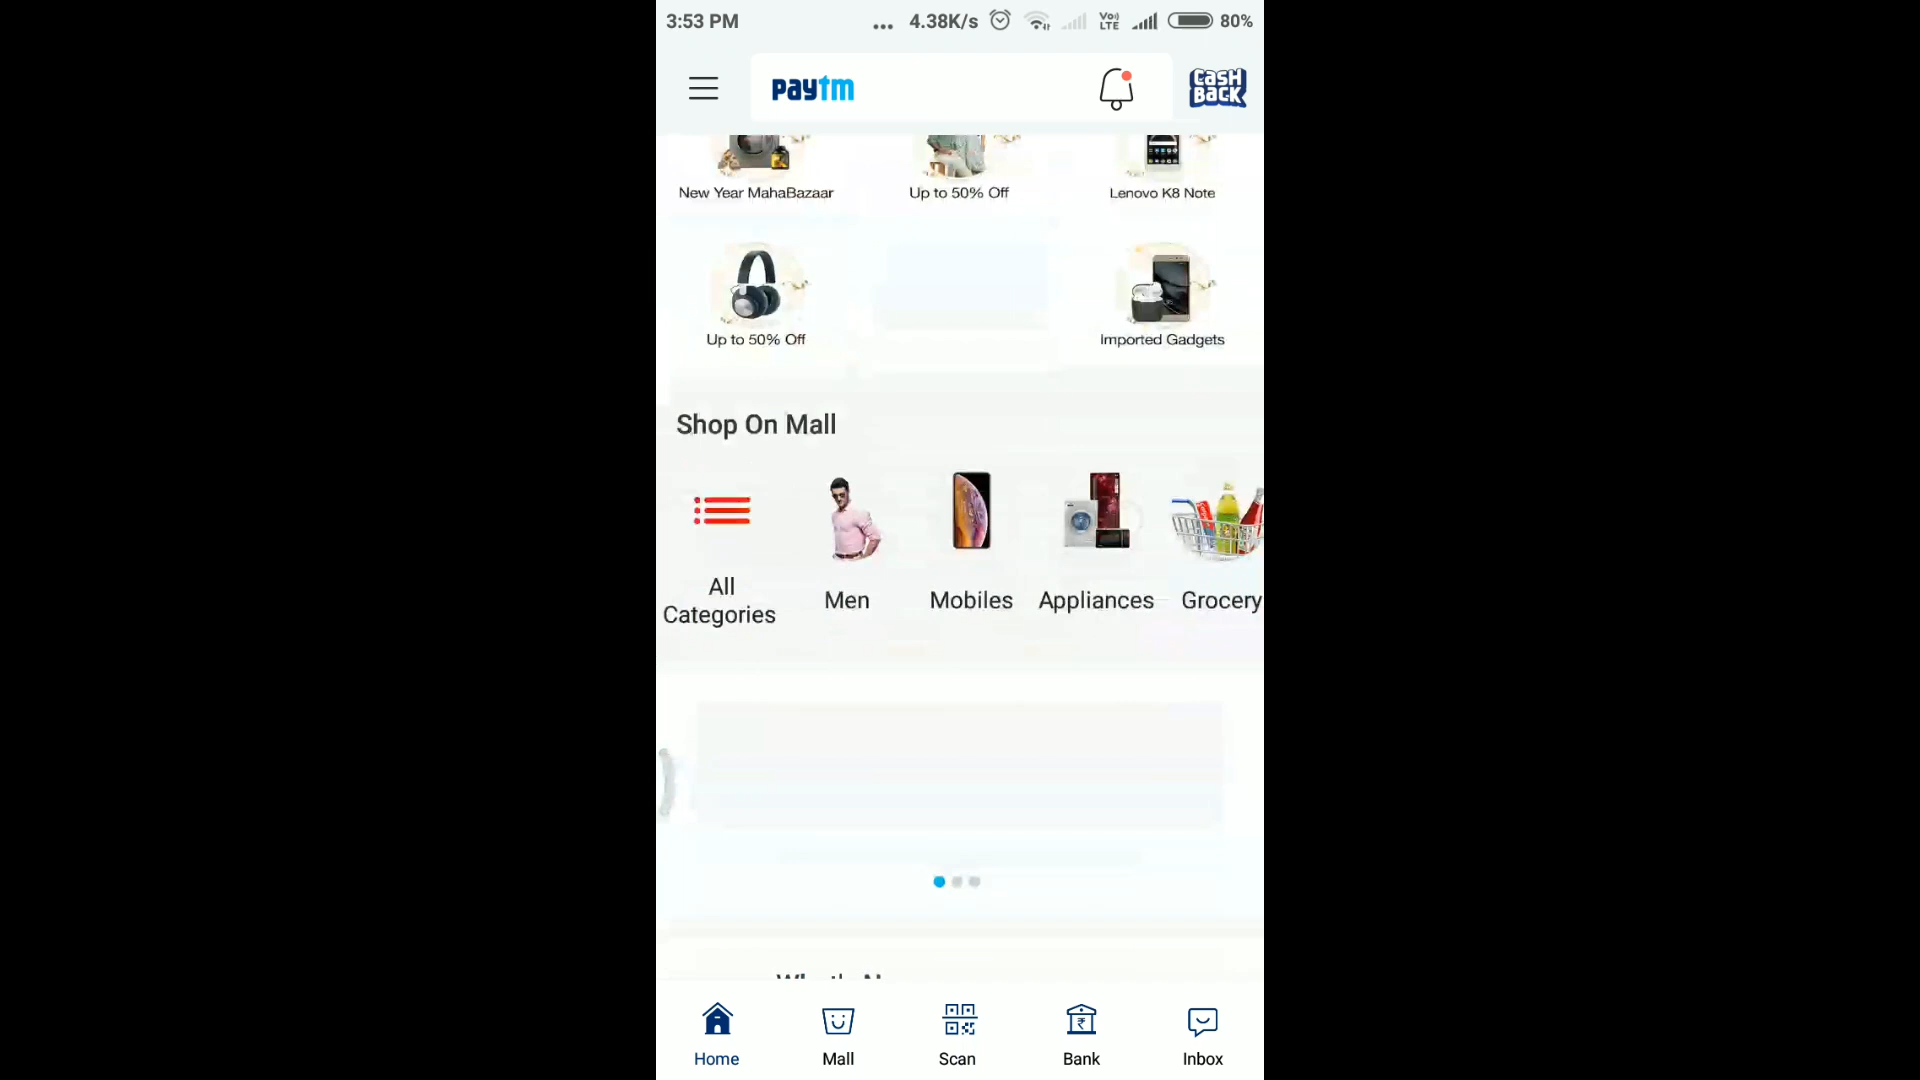 3:53 PM
... 4.38K/s Vo) LTE 80%
paytm
CASH BACK
New Year MahaBazaar
Up to 50% Off
Lenovo K8 Note
Up to 50% Off
Imported Gadgets
Shop On Mall
All Categories
Men
Mobiles
Appliances
Grocery
Home
Mall
Scan
Bank
Inbox